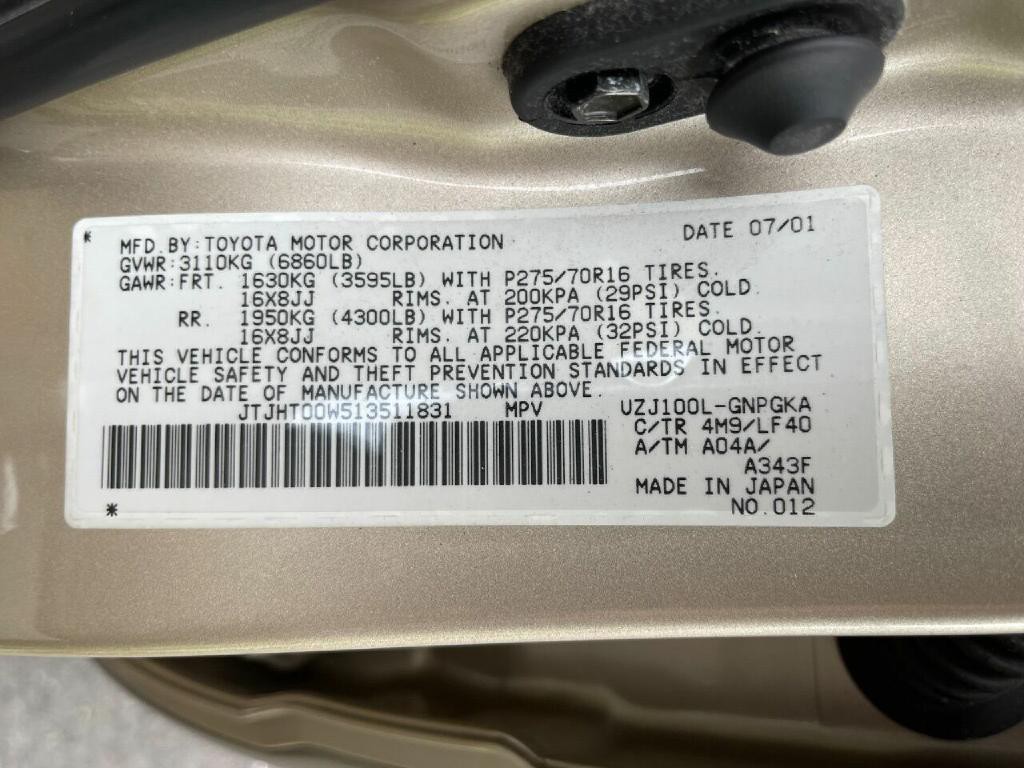 *
DATE 07/01
MFD.BY:TOYOTA MOTOR CORPORATION
GVWR:3110KG (6860LB)
GAWR:FRT. 1630KG (3595LB) WITH P275/70R16 TIRES.
16X8JJ RIMS. AT 200KPA (29PSI) COLD.
RR. 1950KG (4300LB) WITH P275/70R16 TIRES.
16X8JJ RIMS. AT 220KPA (32PSI) COLD.
THIS VEHICLE CONFORMS TO ALL APPLICABLE FEDERAL MOTOR
VEHICLE SAFETY AND THEFT PREVENTION STANDARDS IN EFFECT
ON THE DATE OF MANUFACTURE SHOWN ABOVE.
JTJHT00W513511831 MPV UZJ100L-GNPGKA
C/TR 4M9/LF40
A/TM A04A/
A343F
MADE IN JAPAN
* NO.012